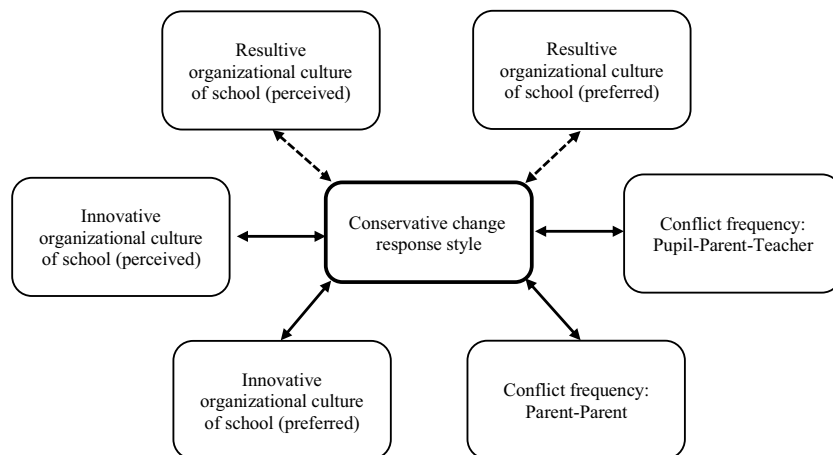 Resultive
organizational culture
of school (perceived)
Resultive
organizational culture
of school (preferred)
Innovative
organizational culture
of school (perceived)
Conservative change
response style
Conflict frequency:
Pupil-Parent-Teacher
Innovative
organizational culture
of school (preferred)
Conflict frequency:
Parent-Parent